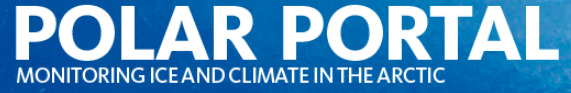 POLAR PORTAL
MONITORING ICE AND CLIMATE IN THE ARCTIC